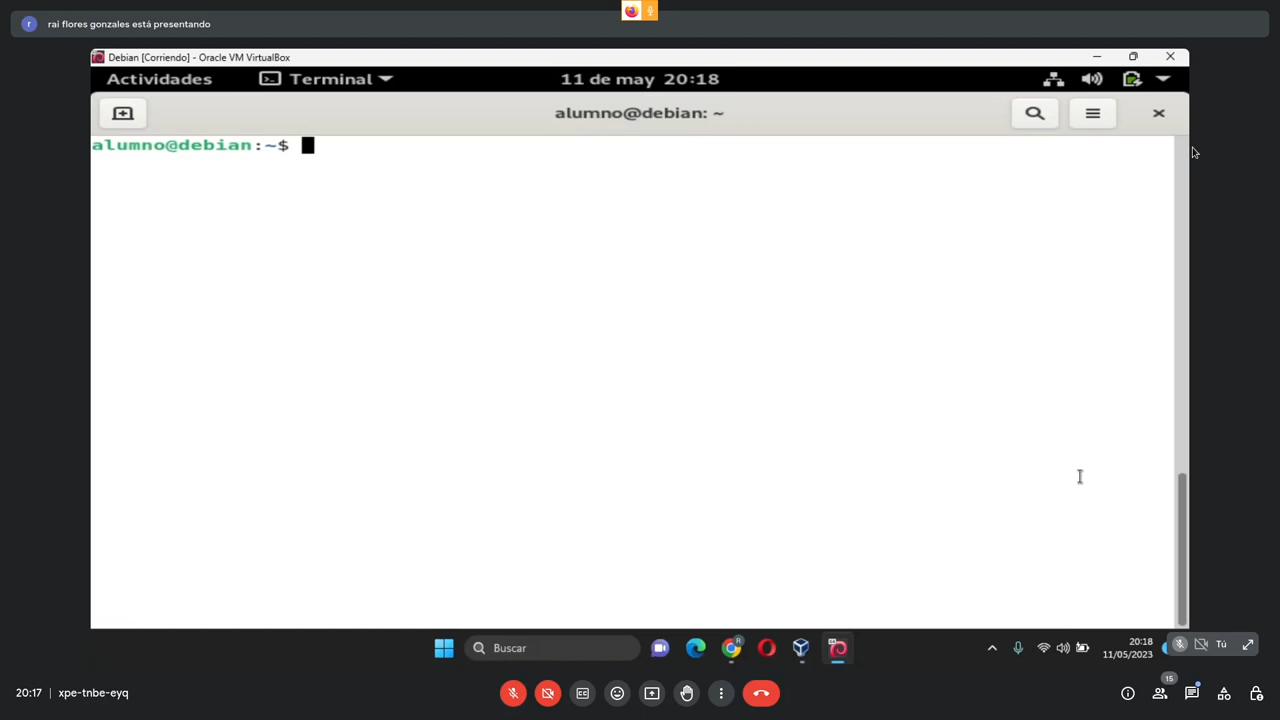 r rai flores gonzales está presentando
Debian [Corriendo] - Oracle VM VirtualBox
Actividades Terminal 11 de may 20:18
alumno@debian: ~
alumno@debian:~$
Buscar R 20:18
11/05/2023
Tú
15
20:17 xpe-tnbe-eyq